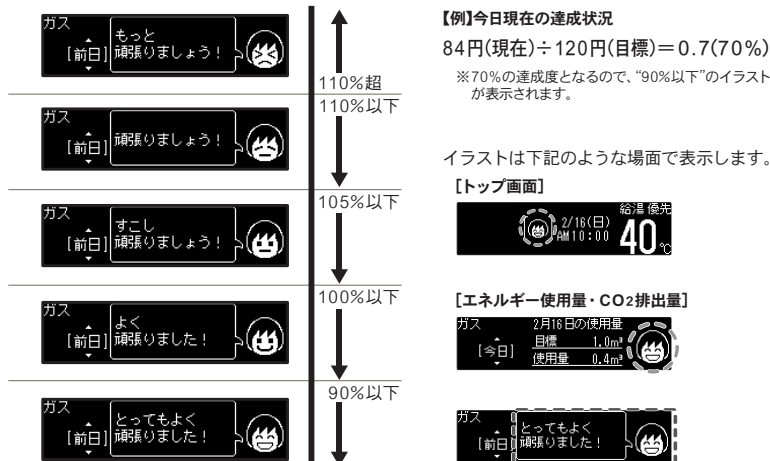 ガス
もっと
[前日]頑張りましょう！
110%超
110%以下
ガス
[前日]頑張りましょう！
105%以下
ガス
すこし
[前日]頑張りましょう！
100%以下
ガス
よく
[前日]頑張りました！
90%以下
ガス
とってもよく
[前日]頑張りました！
【例】今日現在の達成状況
84円(現在)÷120円(目標)＝0.7(70%)
※70%の達成度となるので、“90%以下”のイラスト
が表示されます。
イラストは下記のような場面で表示します。
[トップ画面]
給湯優先
2/16(日)
AM10:00 40℃
[エネルギー使用量・CO2排出量]
ガス 2月16日の使用量
目標 1.0m³
[今日]
使用量 0.4m³
ガス
とってもよく
[前日]頑張りました！